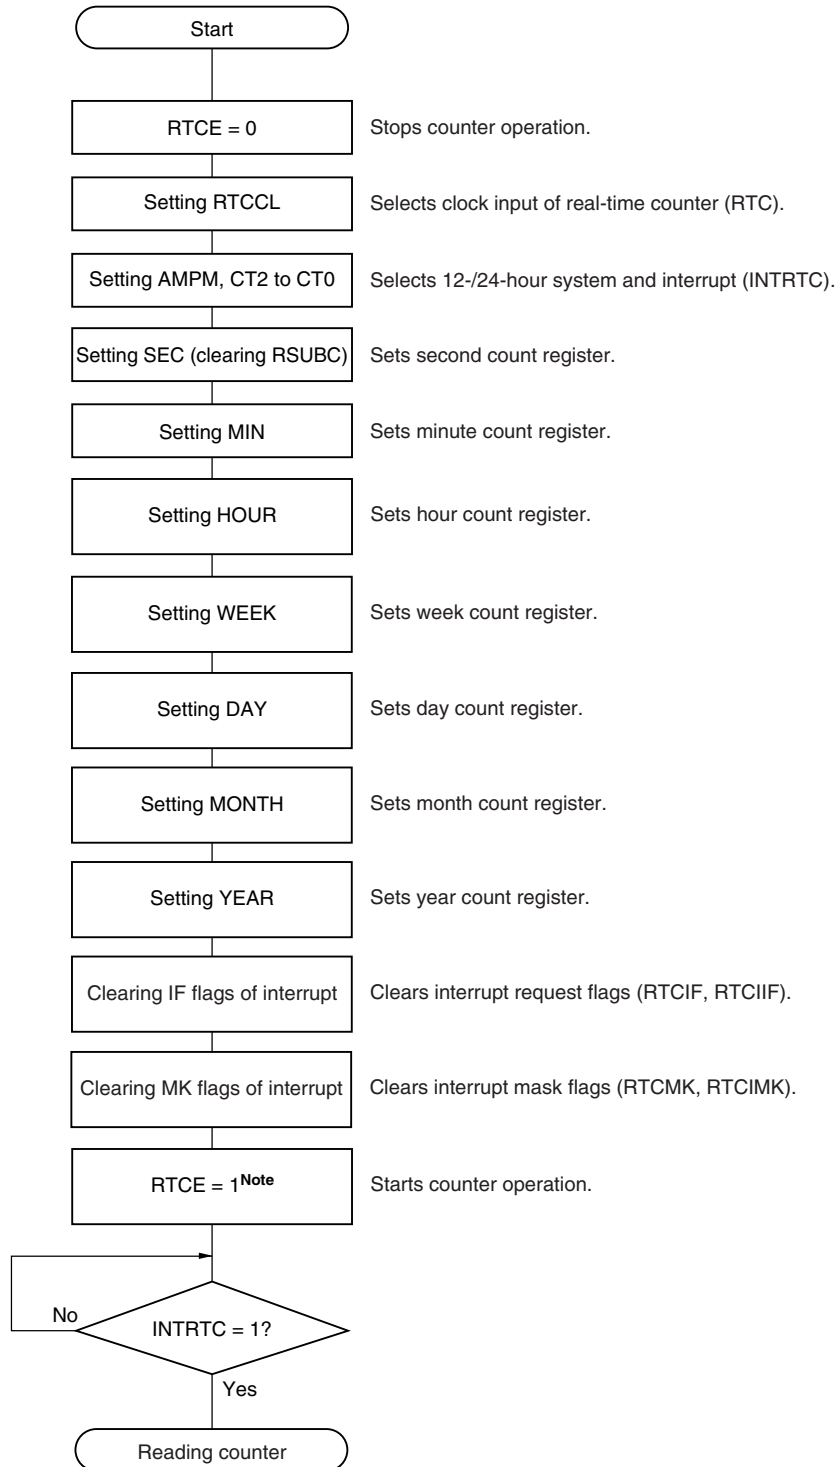 Start
RTCE = 0 Stops counter operation.
Setting RTCCL Selects clock input of real-time counter (RTC).
Setting AMPM, CT2 to CT0 Selects 12-/24-hour system and interrupt (INTRTC).
Setting SEC (clearing RSUBC) Sets second count register.
Setting MIN Sets minute count register.
Setting HOUR Sets hour count register.
Setting WEEK Sets week count register.
Setting DAY Sets day count register.
Setting MONTH Sets month count register.
Setting YEAR Sets year count register.
Clearing IF flags of interrupt Clears interrupt request flags (RTCIF, RTCIIF).
Clearing MK flags of interrupt Clears interrupt mask flags (RTCMK, RTCIMK).
RTCE = 1Note Starts counter operation.
No
INTRTC = 1?
Yes
Reading counter